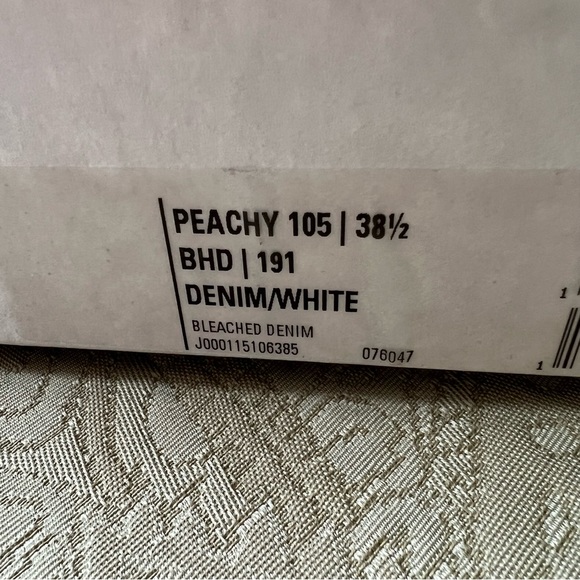 PEACHY 105 | 38½
BHD | 191
DENIM/WHITE
BLEACHED DENIM
J000115106385 076047
1
1